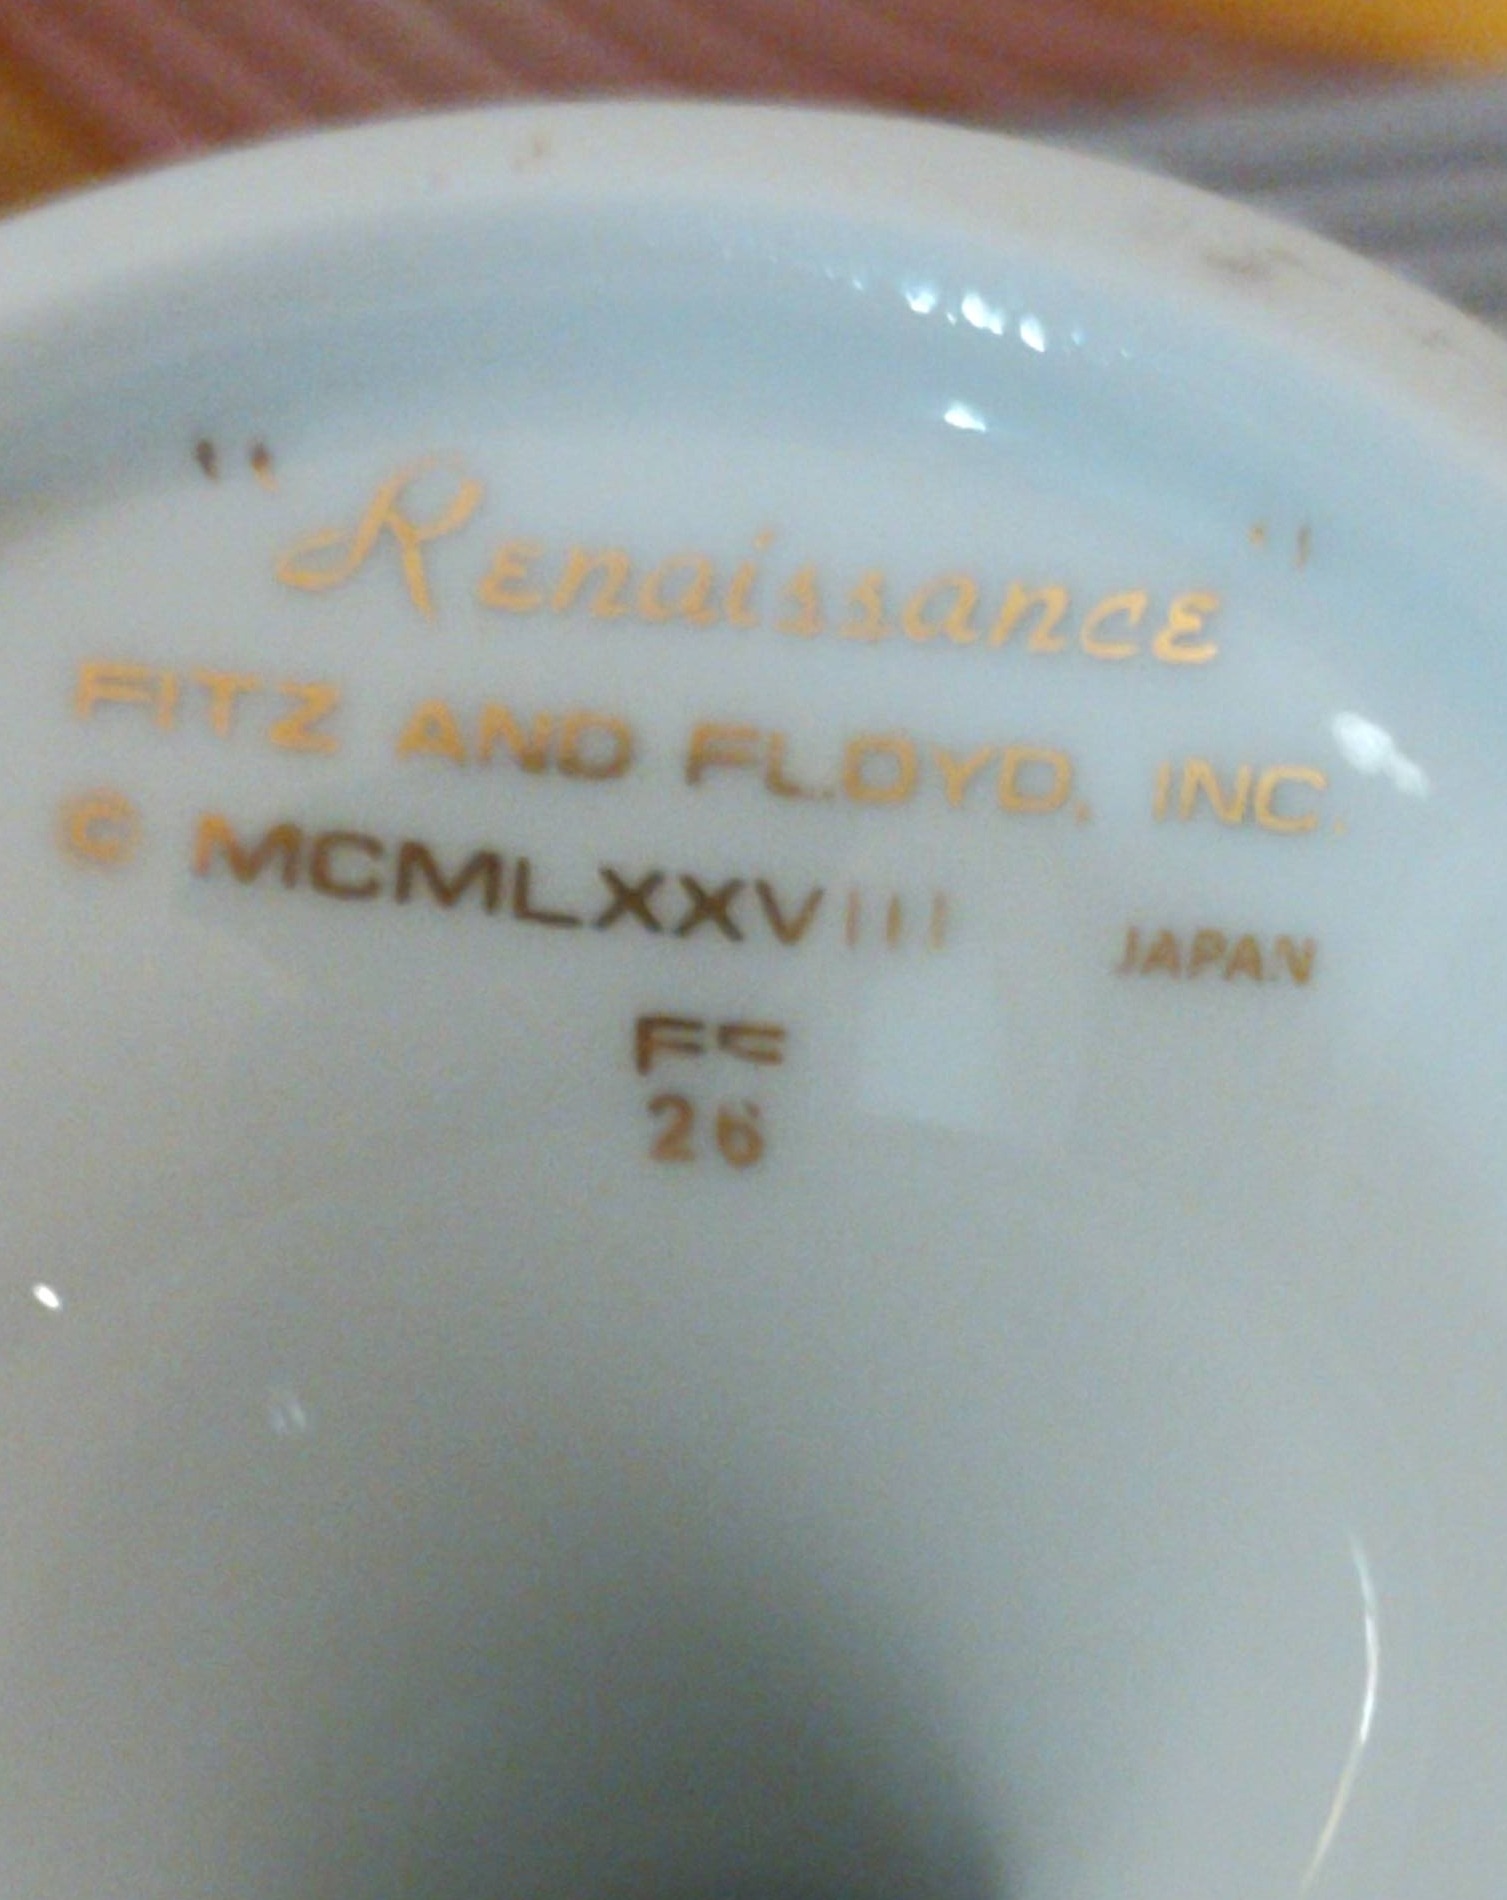 "Renaissance"
FITZ AND FLOYD, INC.
© MCMLXXVIII JAPAN
FF
26